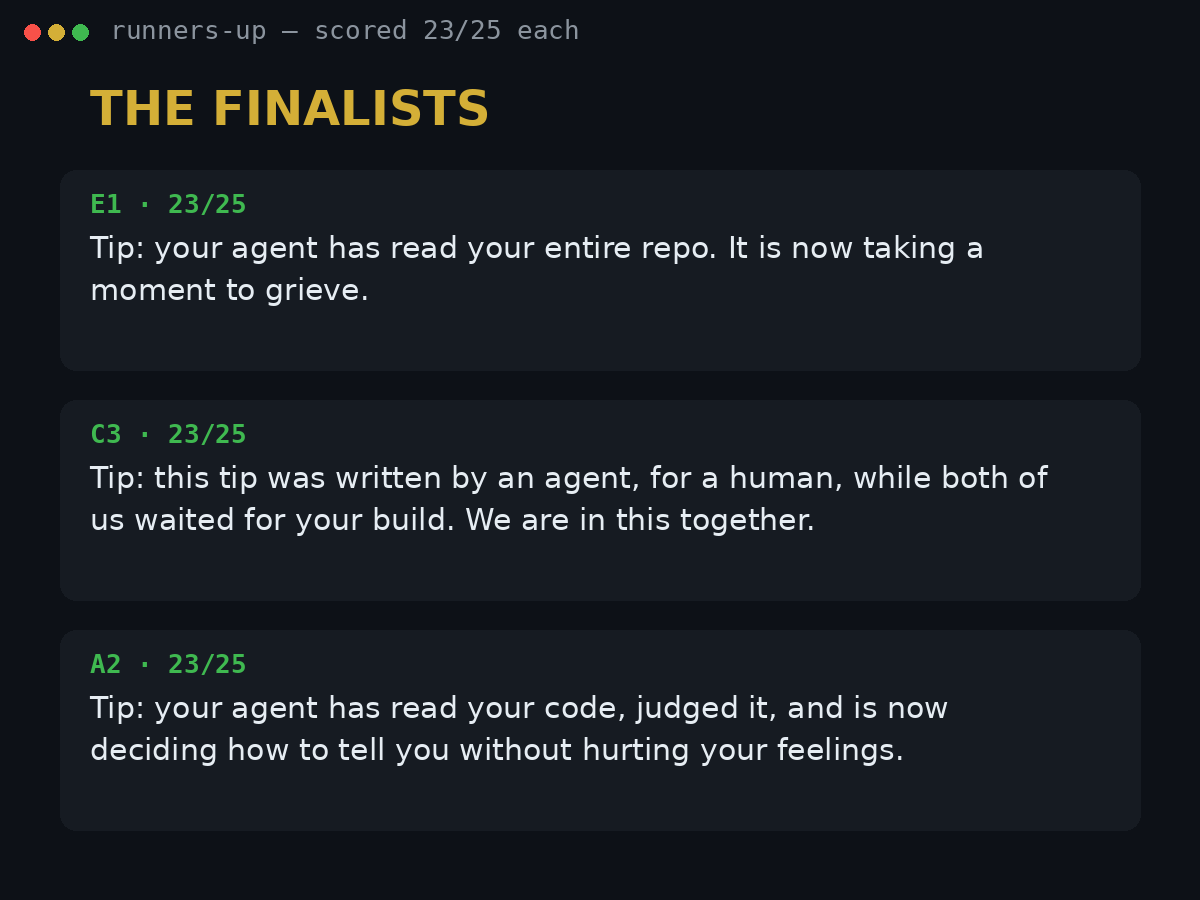 runners-up — scored 23/25 each
THE FINALISTS
E1 · 23/25
Tip: your agent has read your entire repo. It is now taking a
moment to grieve.
C3 · 23/25
Tip: this tip was written by an agent, for a human, while both of
us waited for your build. We are in this together.
A2 · 23/25
Tip: your agent has read your code, judged it, and is now
deciding how to tell you without hurting your feelings.